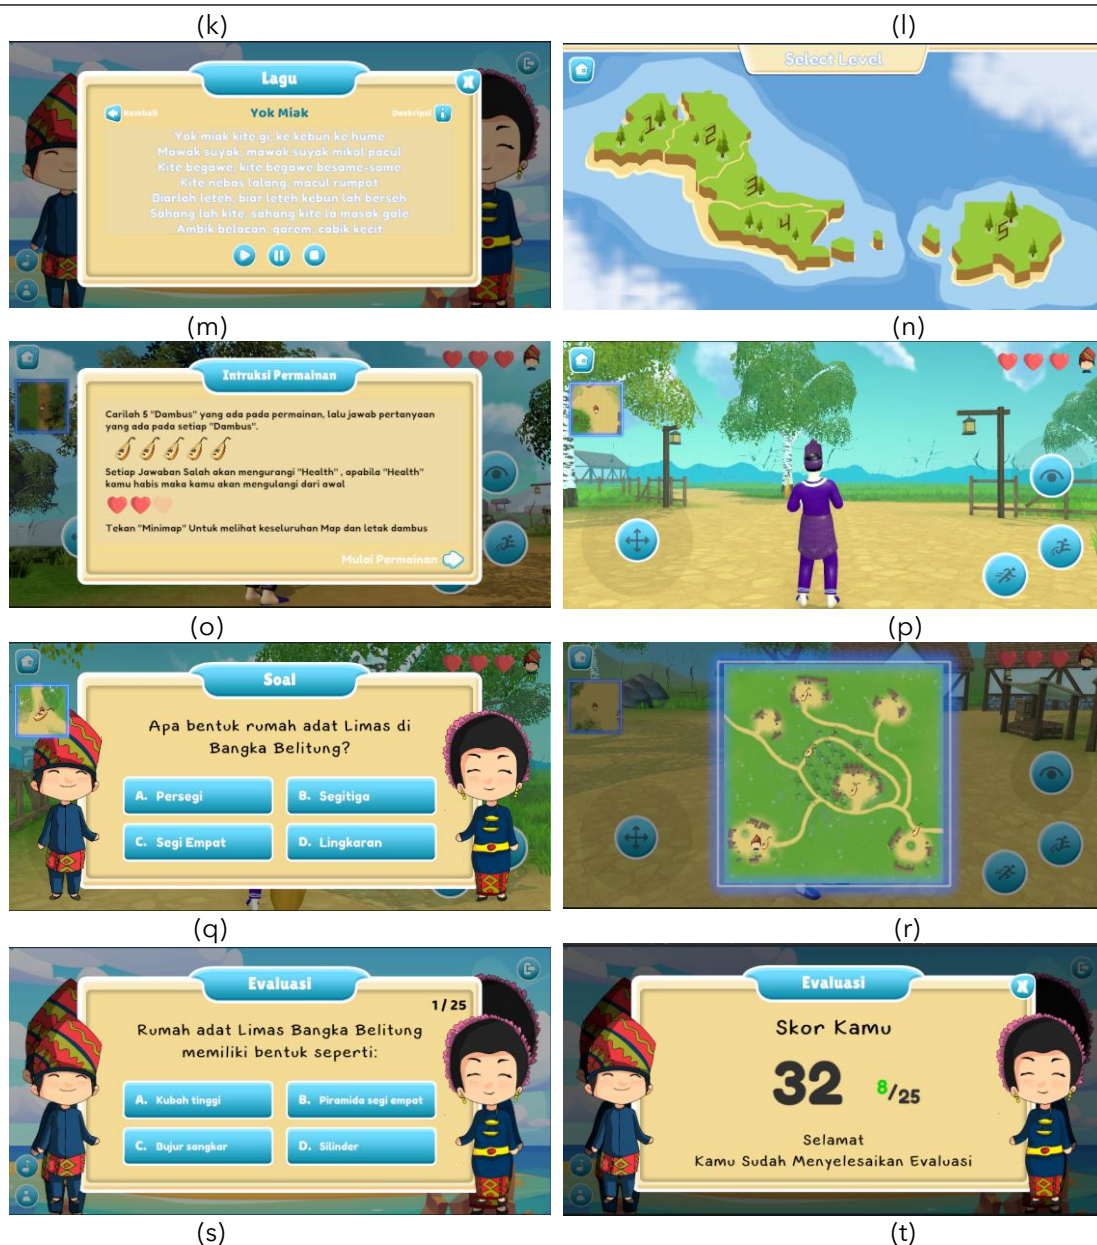 (k)
(l)
Lagu
X
Kembali
Yok Miak
Deskripsi
i
Yok miak kite gi, ke kebun ke hume
Mawak suyak, mawak suyak mikol pacul
Kite begawe, kite begawe besame-same
Kite nebas lalang, macul rumpot
Biarlah leteh, biar leteh kebun lah berseh
Sahang lah kite, sahang kite la masak gale
Ambik belacan, garem, cabik kecit
Select Level
1
2
3
4
5
(m)
(n)
Intruksi Permainan
Carilah 5 "Dambus" yang ada pada permainan, lalu jawab pertanyaan
yang ada pada setiap "Dambus".
Setiap Jawaban Salah akan mengurangi "Health" , apabila "Health"
kamu habis maka kamu akan mengulangi dari awal
Tekan "Minimap" Untuk melihat keseluruhan Map dan letak dambus
Mulai Permainan
(o)
(p)
Soal
Apa bentuk rumah adat Limas di
Bangka Belitung?
A. Persegi
B. Segitiga
C. Segi Empat
D. Lingkaran
(q)
(r)
Evaluasi
1 / 25
Rumah adat Limas Bangka Belitung
memiliki bentuk seperti:
A. Kubah tinggi
B. Piramida segi empat
C. Bujur sangkar
D. Silinder
Evaluasi
X
Skor Kamu
32
8/25
Selamat
Kamu Sudah Menyelesaikan Evaluasi
(s)
(t)